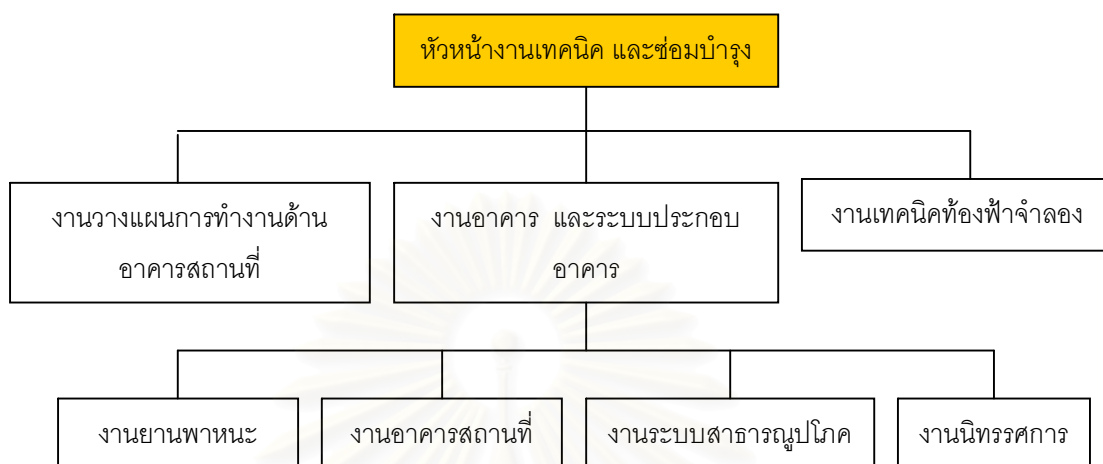 หัวหน้างานเทคนิค และซ่อมบำรุง
งานวางแผนการทำงานด้าน
อาคารสถานที่
งานอาคาร และระบบประกอบ
อาคาร
งานเทคนิคท้องฟ้าจำลอง
งานยานพาหนะ
งานอาคารสถานที่
งานระบบสาธารณูปโภค
งานนิทรรศการ